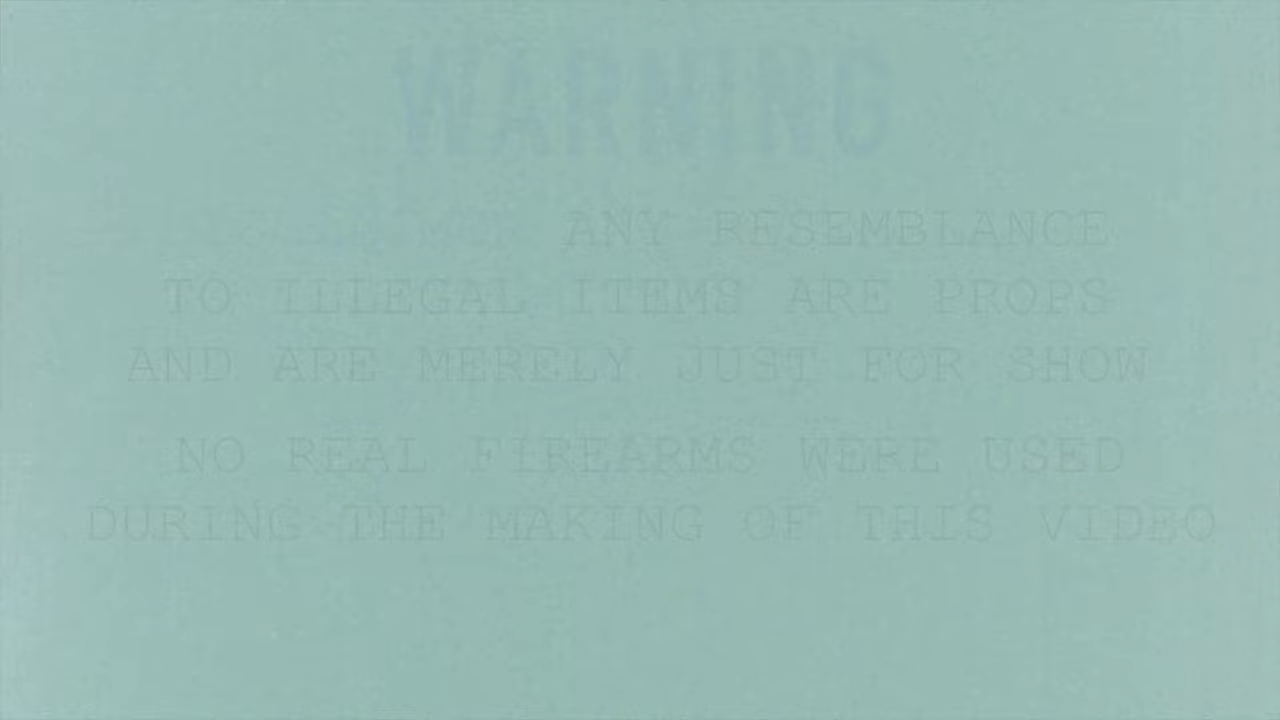 WARNING
ANY RESEMBLANCE
TO ILLEGAL ITEMS ARE PROPS
AND ARE MERELY JUST FOR SHOW
NO REAL FIREARMS WERE USED
DURING THE MAKING OF THIS VIDEO